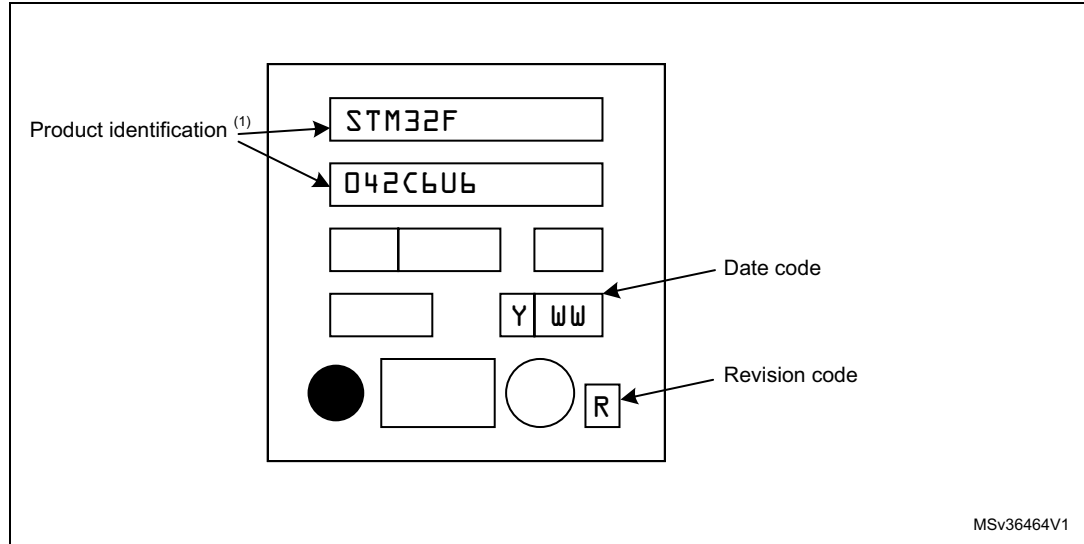 STM32F
Product identification (1)
042C6U6
Date code
Y WW
Revision code
R
MSv36464V1